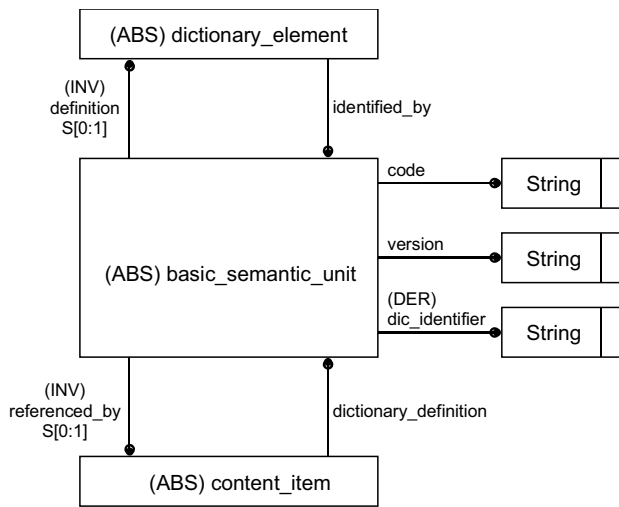 (ABS) dictionary_element
(INV)
definition
S[0:1]
identified_by
code
String
version
String
(ABS) basic_semantic_unit
(DER)
dic_identifier
String
(INV)
referenced_by
S[0:1]
dictionary_definition
(ABS) content_item